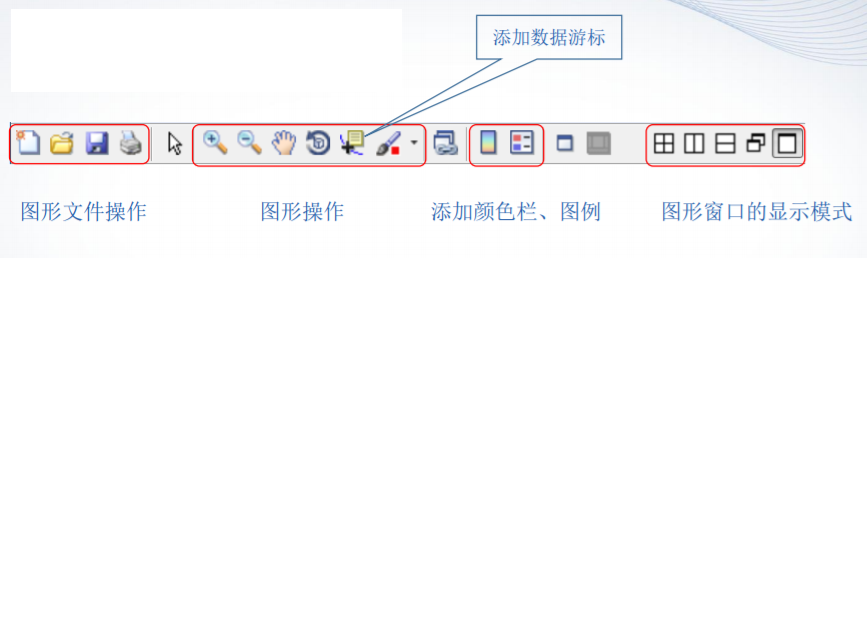 添加数据游标
图形文件操作
图形操作
添加颜色栏、图例
图形窗口的显示模式